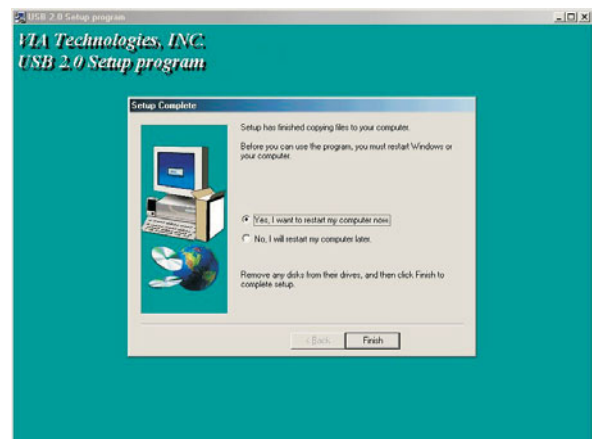 USB 2.0 Setup program
VIA Technologies, INC.
USB 2.0 Setup program
Setup Complete
Setup has finished copying files to your computer.
Before you can use the program, you must restart Windows or
your computer.
Yes, I want to restart my computer now.
No, I will restart my computer later.
Remove any disks from their drives, and then click Finish to
complete setup.
< Back
Finish